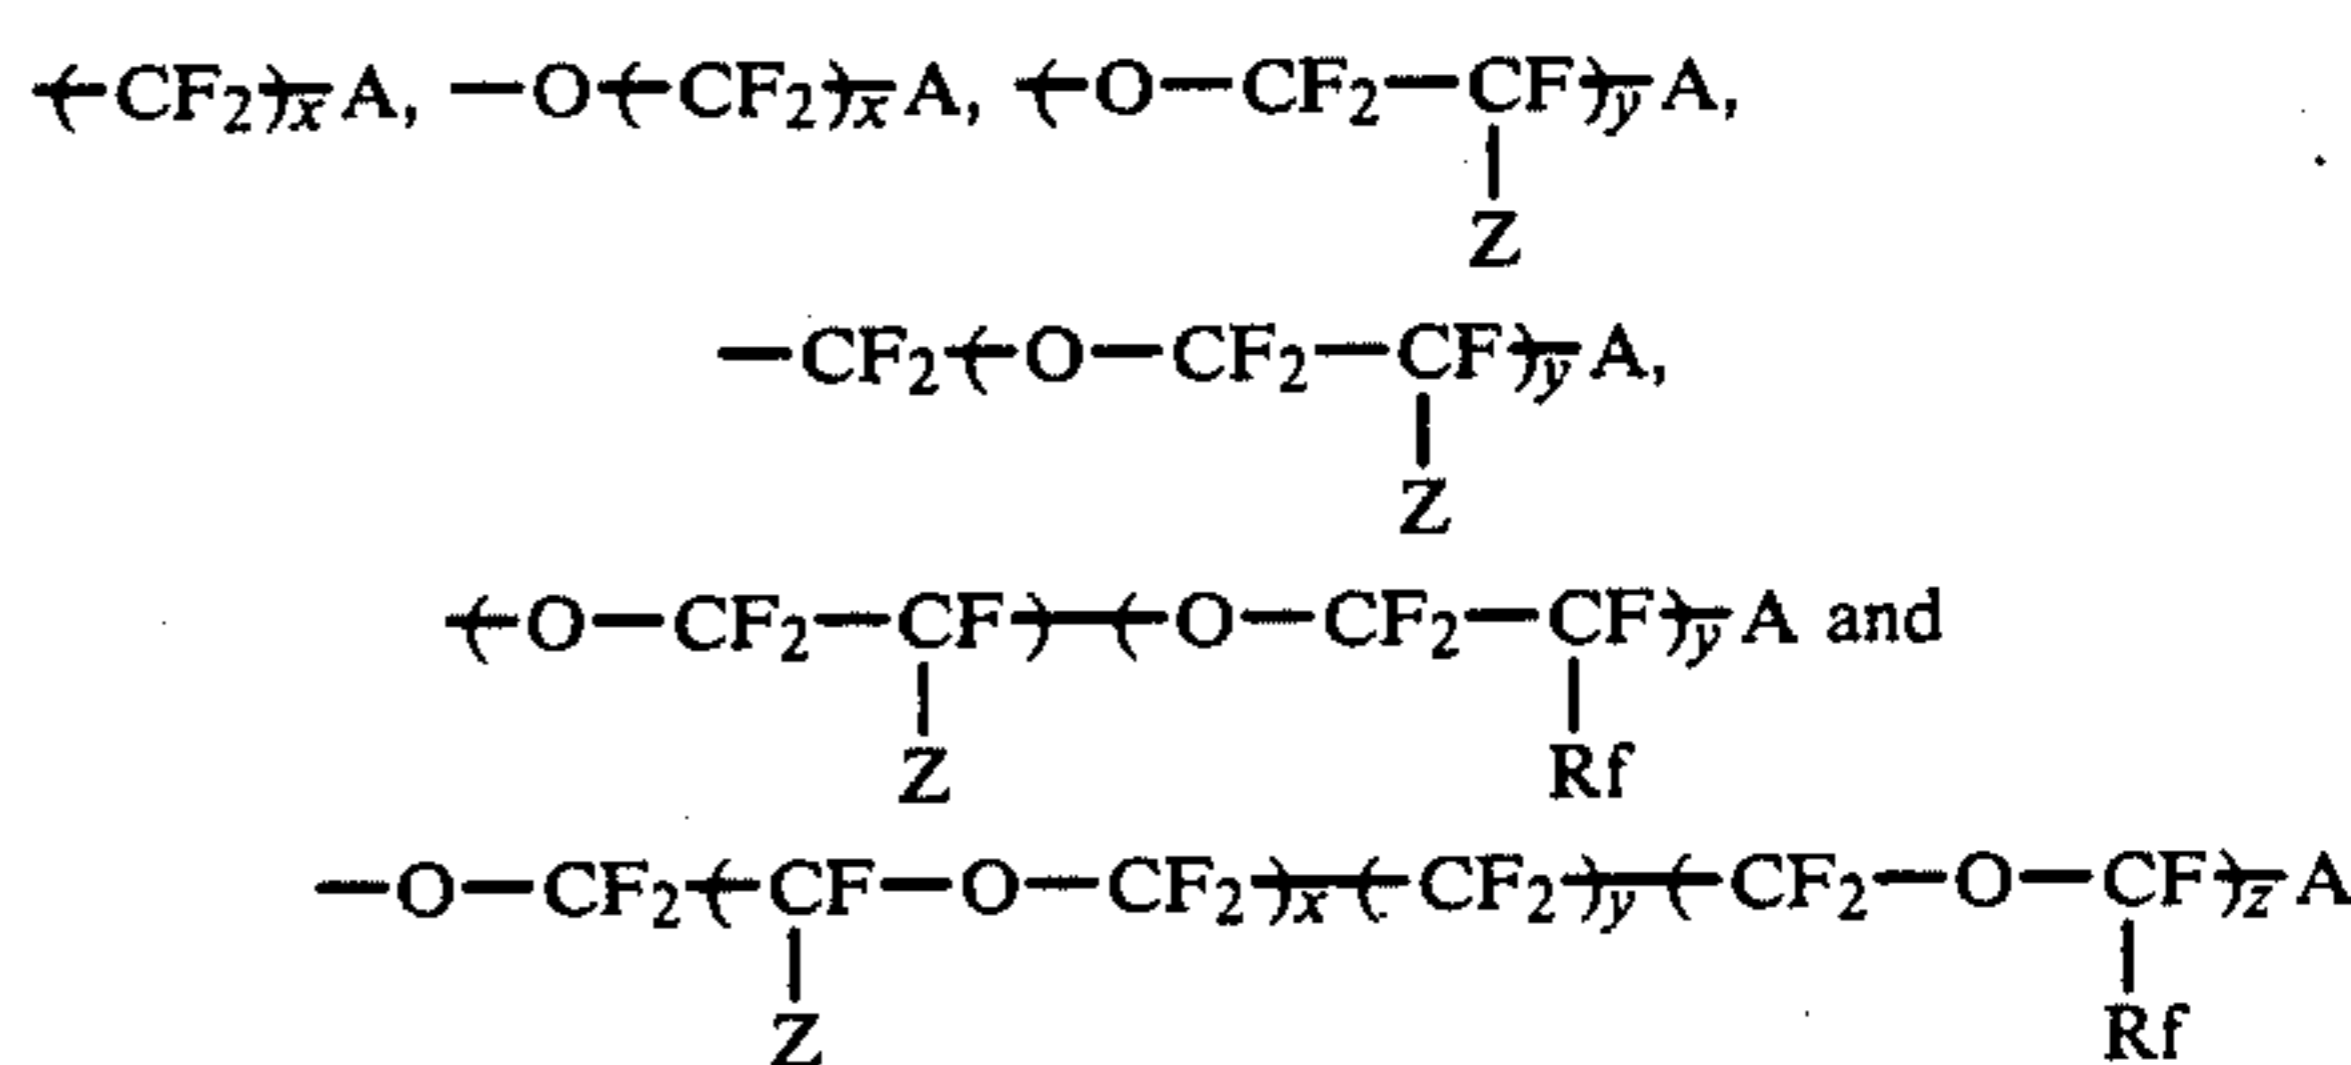 —(CF₂)ₓ—A, —O—(CF₂)ₓ—A, —(O—CF₂—CF)y—A,
Z
—CF₂—(O—CF₂—CF)y—A,
Z
—(O—CF₂—CF)—(O—CF₂—CF)y—A and
Z Rf
—O—CF₂—(CF—O—CF₂)ₓ—(CF₂)y—(CF₂—O—CF)z—A
Z Rf